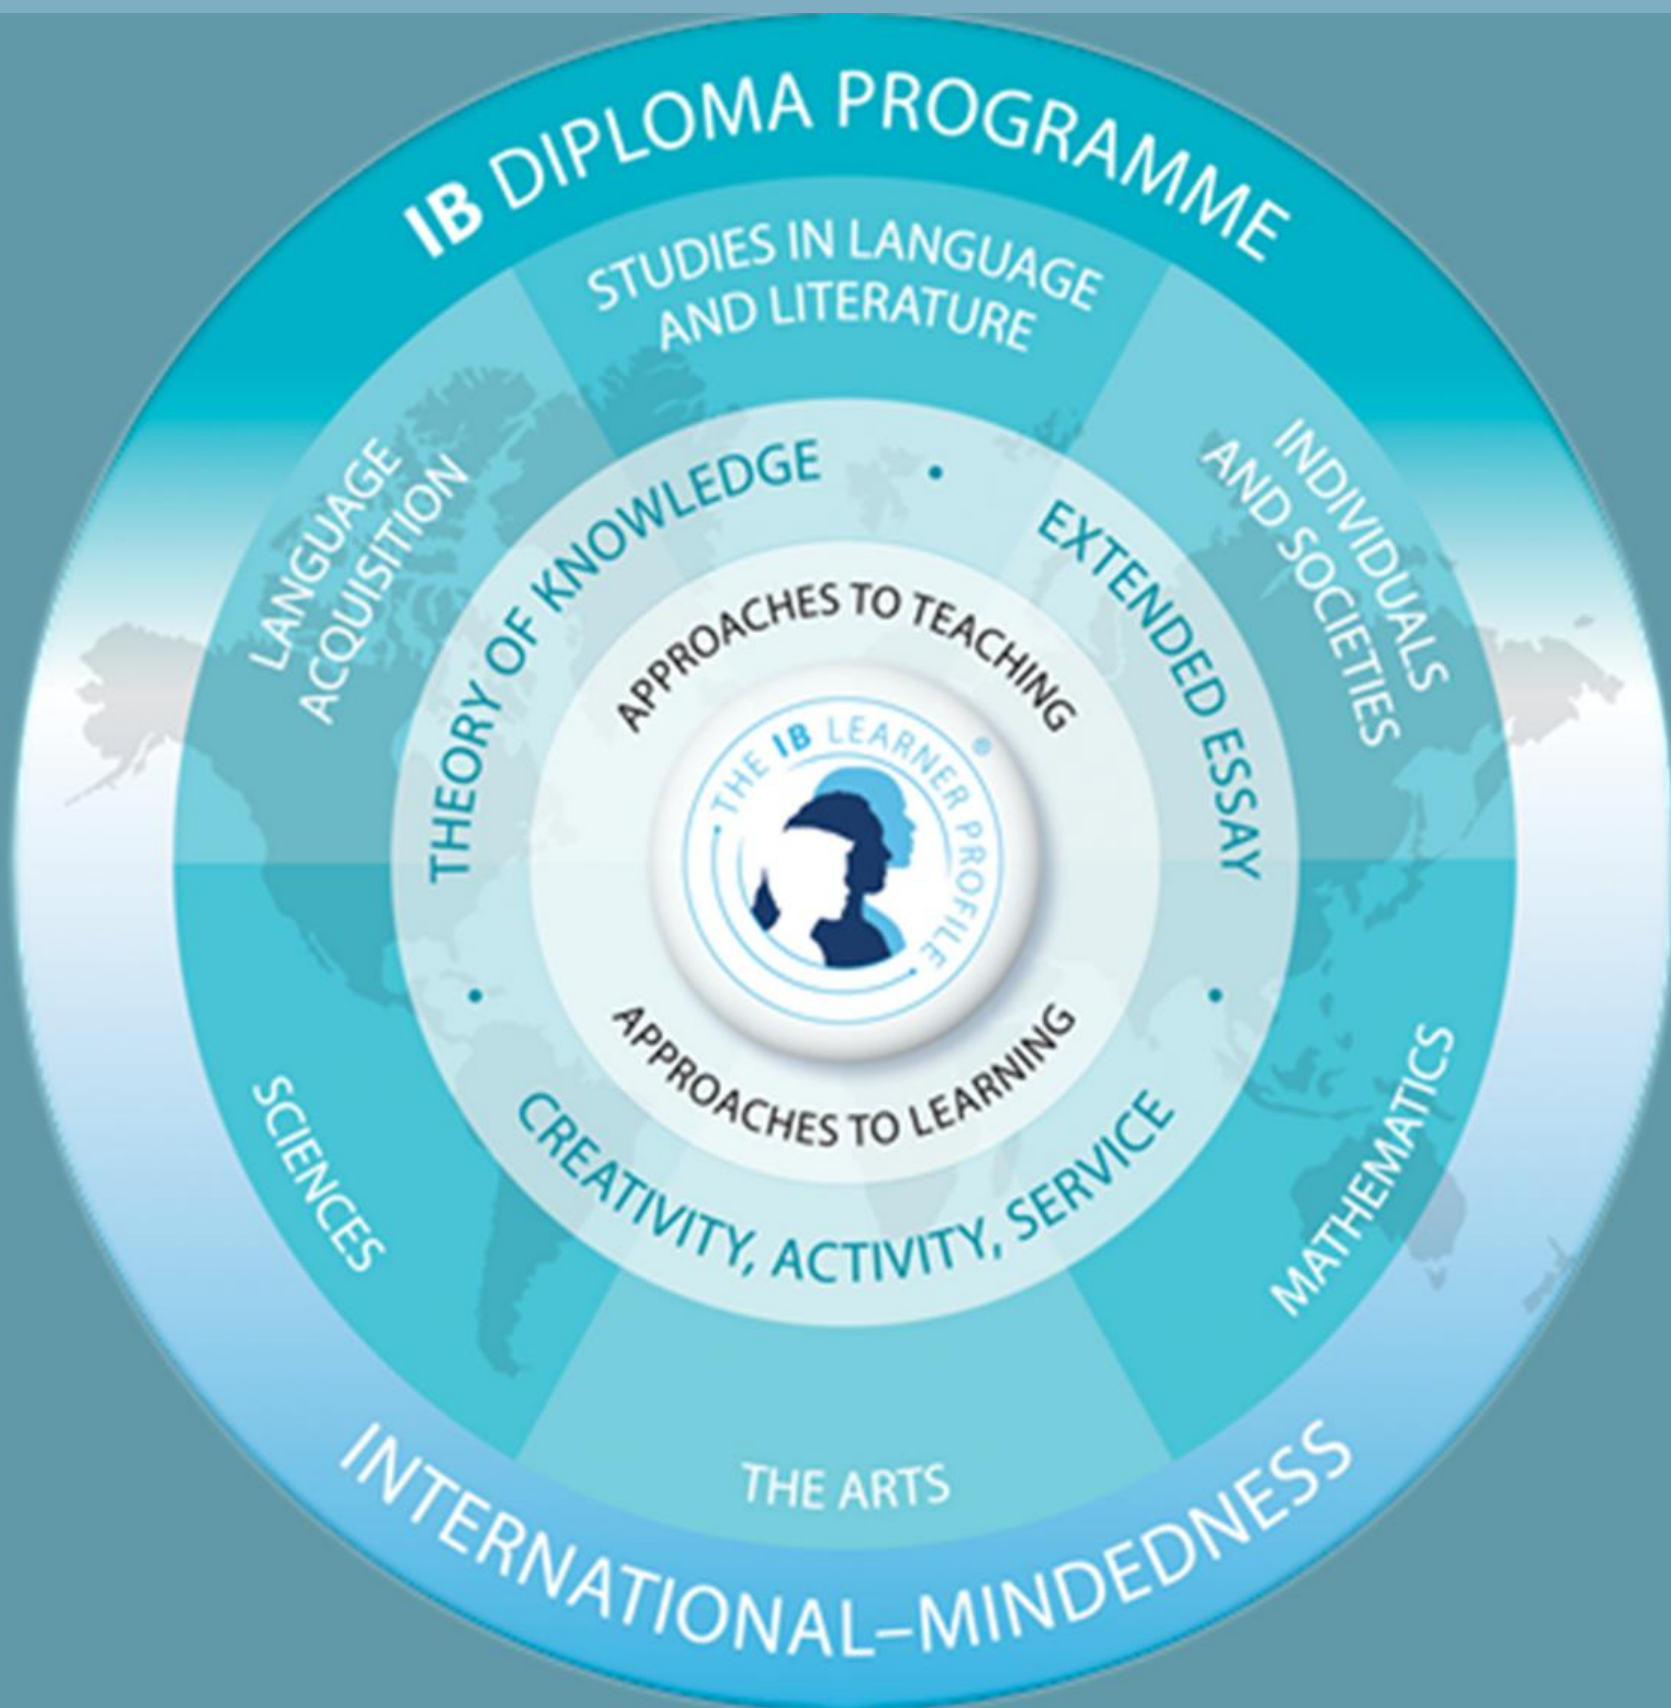 IB DIPLOMA PROGRAMME
STUDIES IN LANGUAGE
AND LITERATURE
LANGUAGE
ACQUISITION
INDIVIDUALS
AND SOCIETIES
THEORY OF KNOWLEDGE
•
EXTENDED ESSAY
APPROACHES TO TEACHING
THE IB LEARNER PROFILE ®
APPROACHES TO LEARNING
•
•
CREATIVITY, ACTIVITY, SERVICE
SCIENCES
MATHEMATICS
THE ARTS
INTERNATIONAL–MINDEDNESS